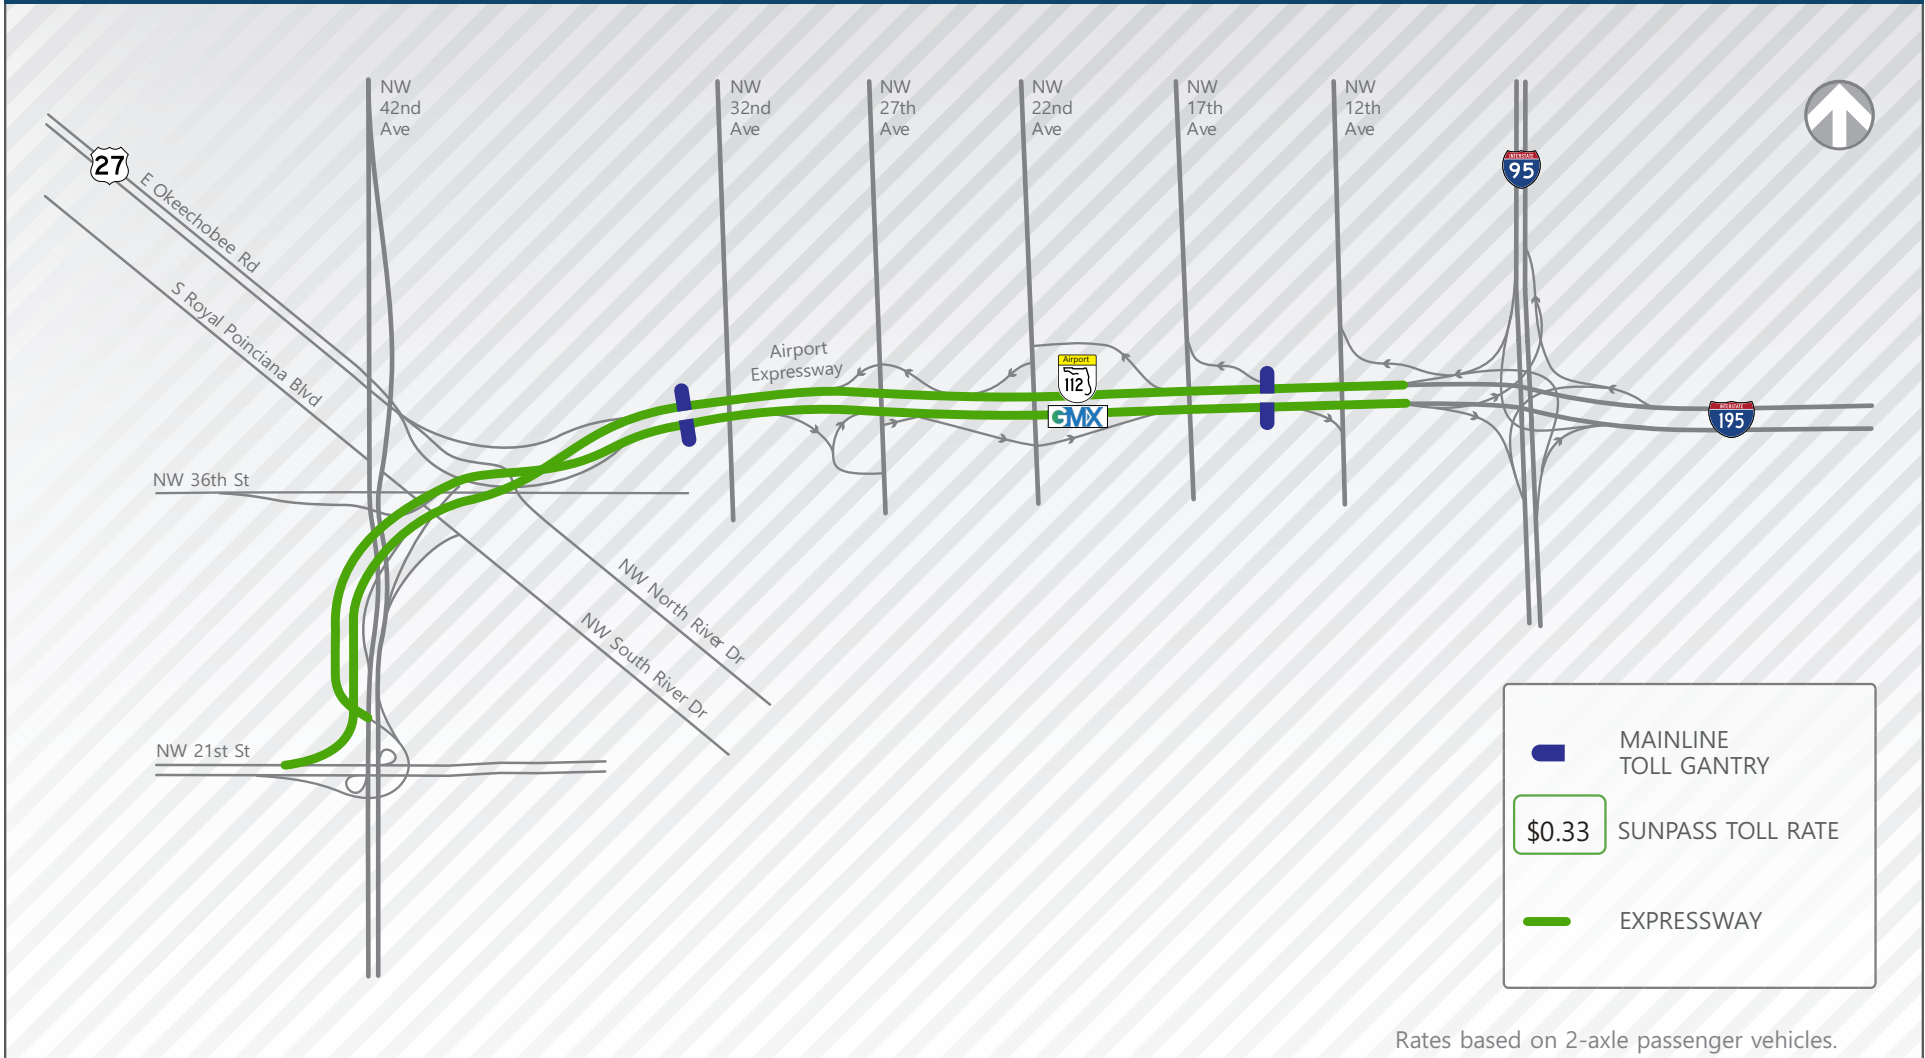 NW
42nd
Ave
NW
32nd
Ave
NW
27th
Ave
NW
22nd
Ave
NW
17th
Ave
NW
12th
Ave
27
E Okeechobee Rd
S Royal Poinciana Blvd
INTERSTATE
95
Airport
Expressway
Airport
112
GMX
INTERSTATE
195
NW 36th St
NW North River Dr
NW South River Dr
NW 21st St
MAINLINE
TOLL GANTRY
$0.33
SUNPASS TOLL RATE
EXPRESSWAY
Rates based on 2-axle passenger vehicles.